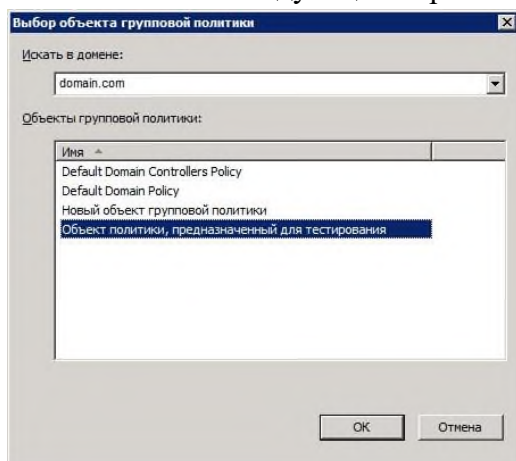 Выбор объекта групповой политики
Искать в домене:
domain.com
Объекты групповой политики:
Имя
Default Domain Controllers Policy
Default Domain Policy
Новый объект групповой политики
Объект политики, предназначенный для тестирования
ОК
Отмена